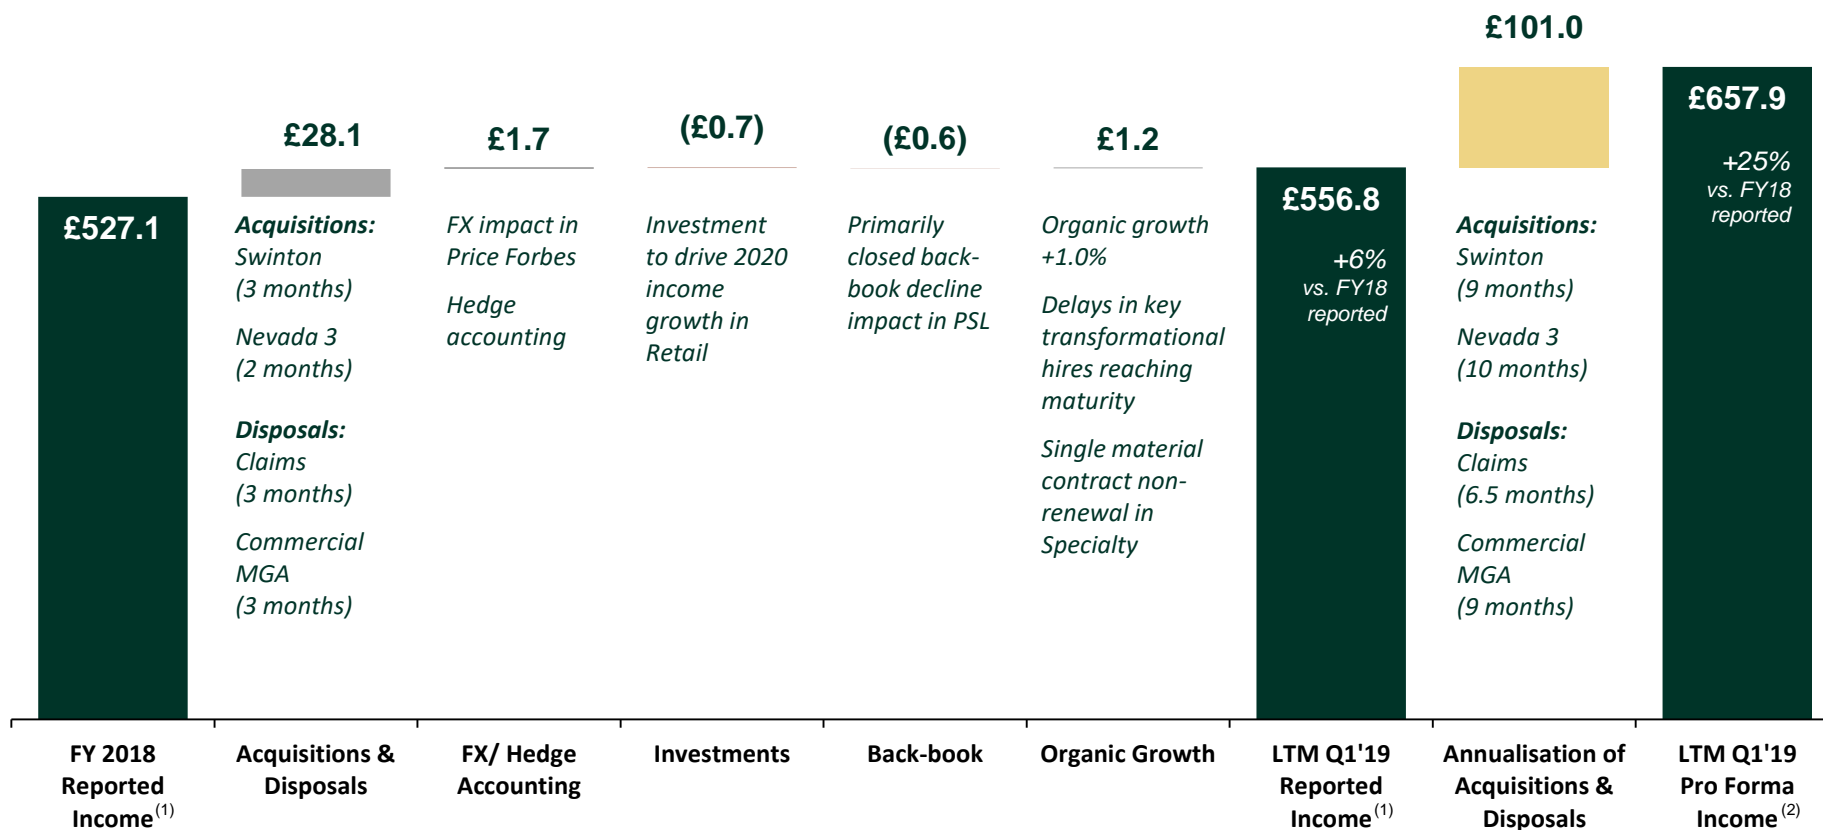 £527.1
£28.1
Acquisitions:
Swinton
(3 months)
Nevada 3
(2 months)
Disposals:
Claims
(3 months)
Commercial
MGA
(3 months)
£1.7
FX impact in
Price Forbes
Hedge
accounting
(£0.7)
Investment
to drive 2020
income
growth in
Retail
(£0.6)
Primarily
closed back-
book decline
impact in PSL
£1.2
Organic growth
+1.0%
Delays in key
transformational
hires reaching
maturity
Single material
contract non-
renewal in
Specialty
£556.8
+6%
vs. FY18
reported
£101.0
Acquisitions:
Swinton
(9 months)
Nevada 3
(10 months)
Disposals:
Claims
(6.5 months)
Commercial
MGA
(9 months)
£657.9
+25%
vs. FY18
reported
FY 2018
Reported
Income(1)
Acquisitions &
Disposals
FX/ Hedge
Accounting
Investments
Back-book
Organic Growth
LTM Q1'19
Reported
Income(1)
Annualisation of
Acquisitions &
Disposals
LTM Q1'19
Pro Forma
Income(2)